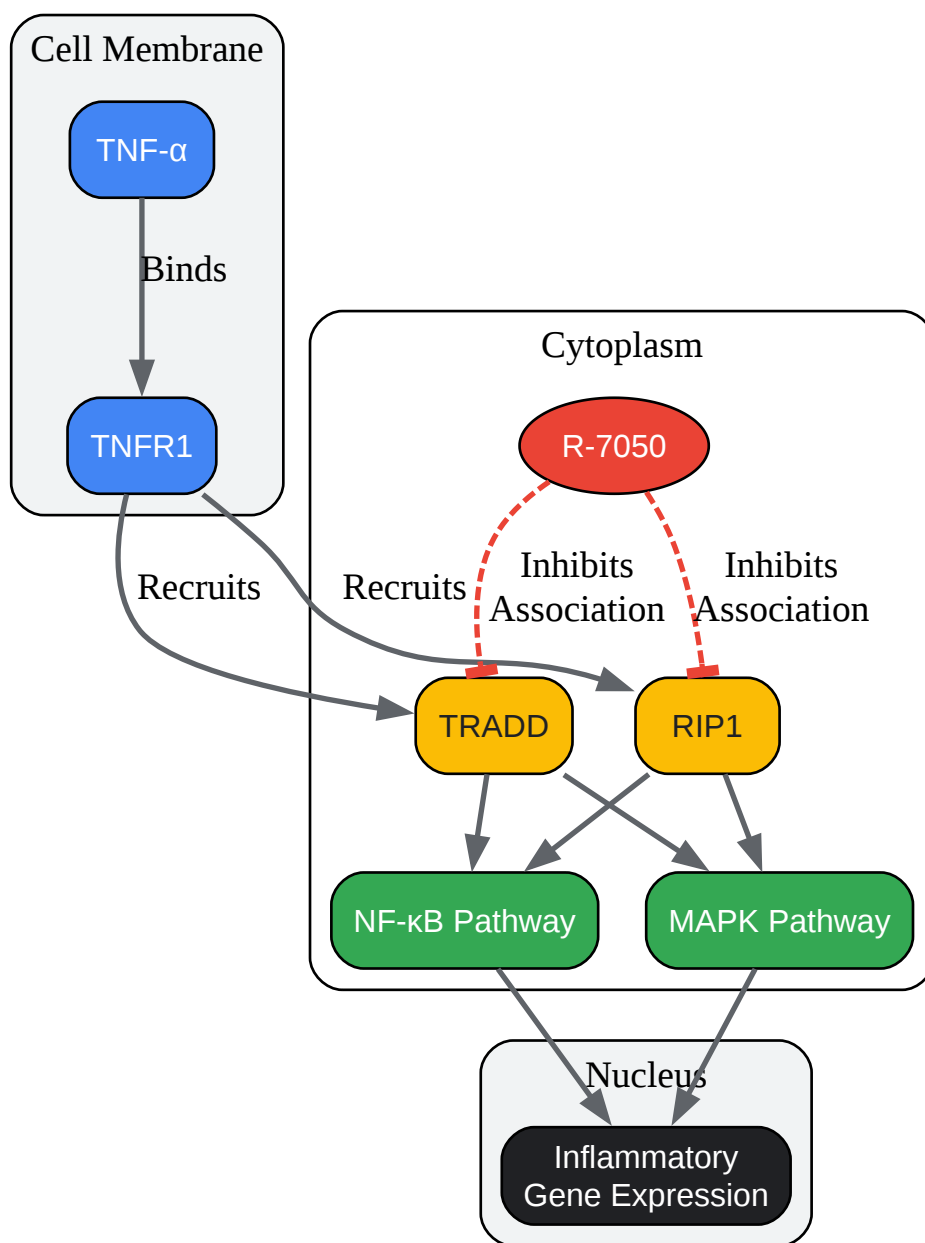 Cell Membrane
TNF-α
Binds
TNFR1
Cytoplasm
R-7050
Recruits
Recruits
Inhibits
Association
Inhibits
Association
TRADD
RIP1
NF-κB Pathway
MAPK Pathway
Nucleus
Inflammatory
Gene Expression